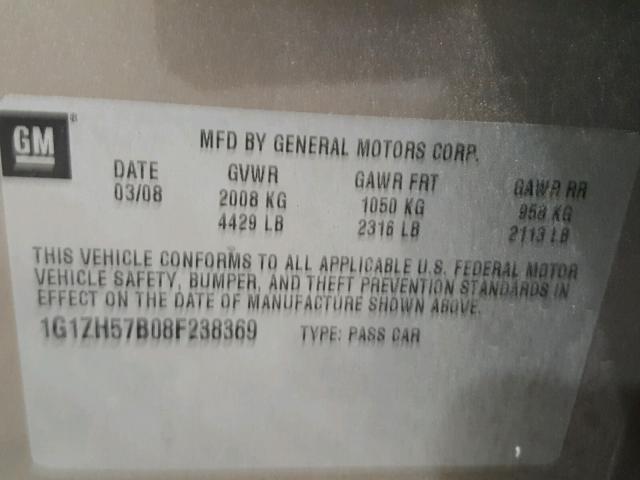 GM®
MFD BY GENERAL MOTORS CORP.
DATE GVWR GAWR FRT GAWR RR
03/08 2008 KG 1050 KG 958 KG
4429 LB 2316 LB 2113 LB
THIS VEHICLE CONFORMS TO ALL APPLICABLE U.S. FEDERAL MOTOR
VEHICLE SAFETY, BUMPER, AND THEFT PREVENTION STANDARDS IN
EFFECT ON THE DATE OF MANUFACTURE SHOWN ABOVE.
1G1ZH57B08F238369 TYPE: PASS CAR